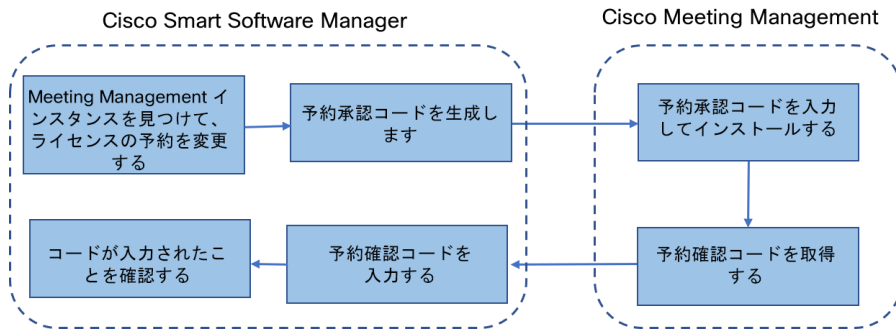 Cisco Smart Software Manager
Cisco Meeting Management
Meeting Management イ
ンスタンスを見つけて、
ライセンスの予約を変更
する
予約承認コードを生成し
ます
予約承認コードを入力
してインストールする
予約確認コードを取得
する
予約確認コードを
入力する
コードが入力されたこ
とを確認する